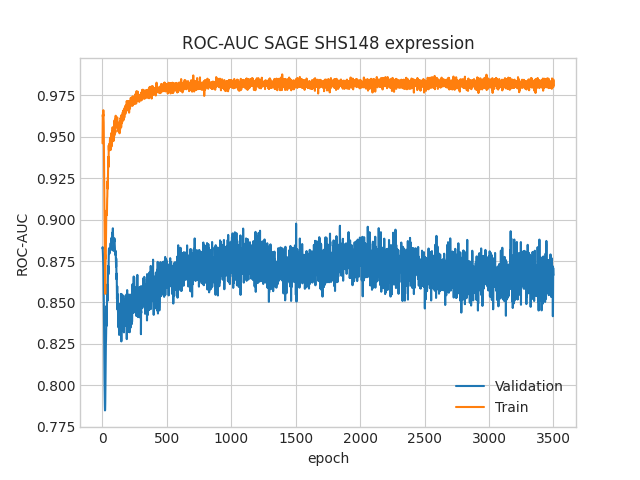 ROC-AUC SAGE SHS148 expression
0.975
0.950
0.925
0.900
0.875
0.850
0.825
0.800
0.775
ROC-AUC
Validation
Train
0 500 1000 1500 2000 2500 3000 3500
epoch